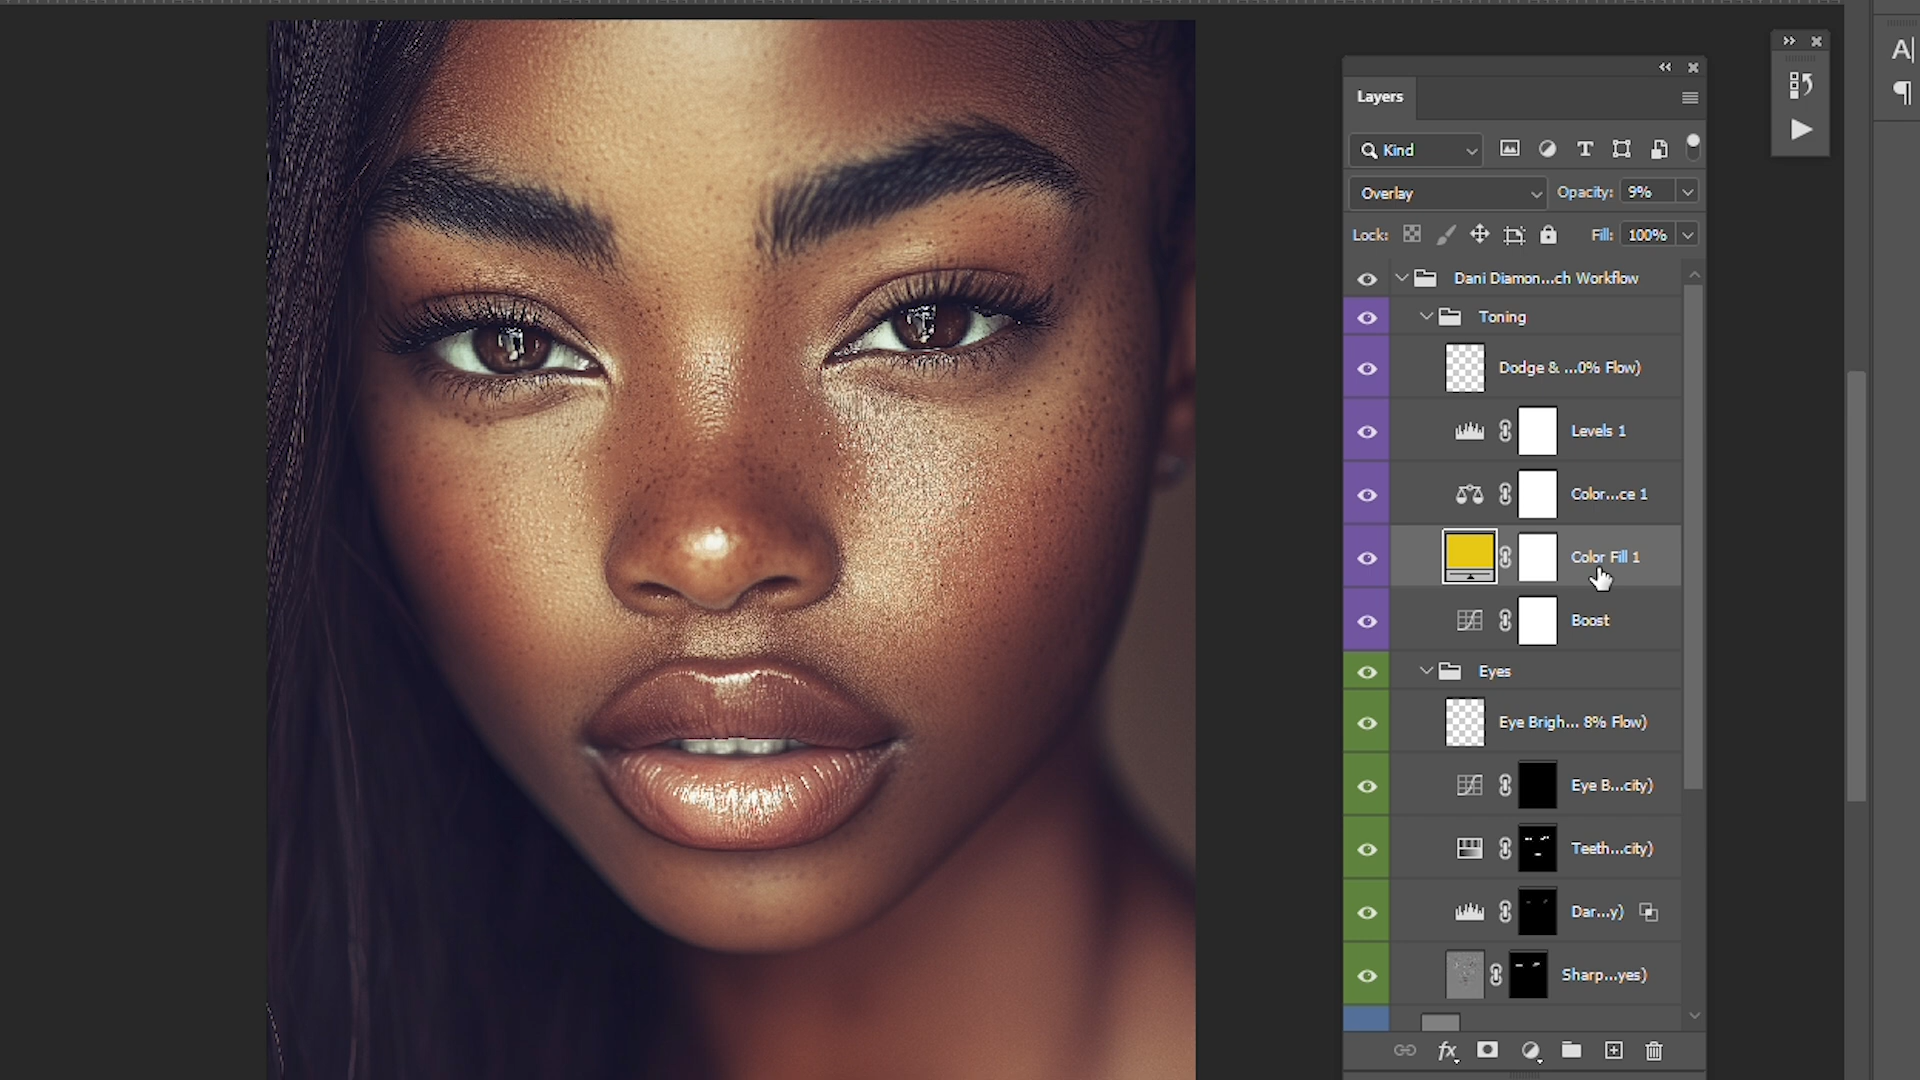 Layers
Kind
Overlay Opacity: 9%
Lock: Fill: 100%
Dani Diamon...ch Workflow
Toning
Dodge & ...0% Flow)
Levels 1
Color...ce 1
Color Fill 1
Boost
Eyes
Eye Brigh... 8% Flow)
Eye B...city)
Teeth...city)
Dar...y)
Sharp...yes)
fx